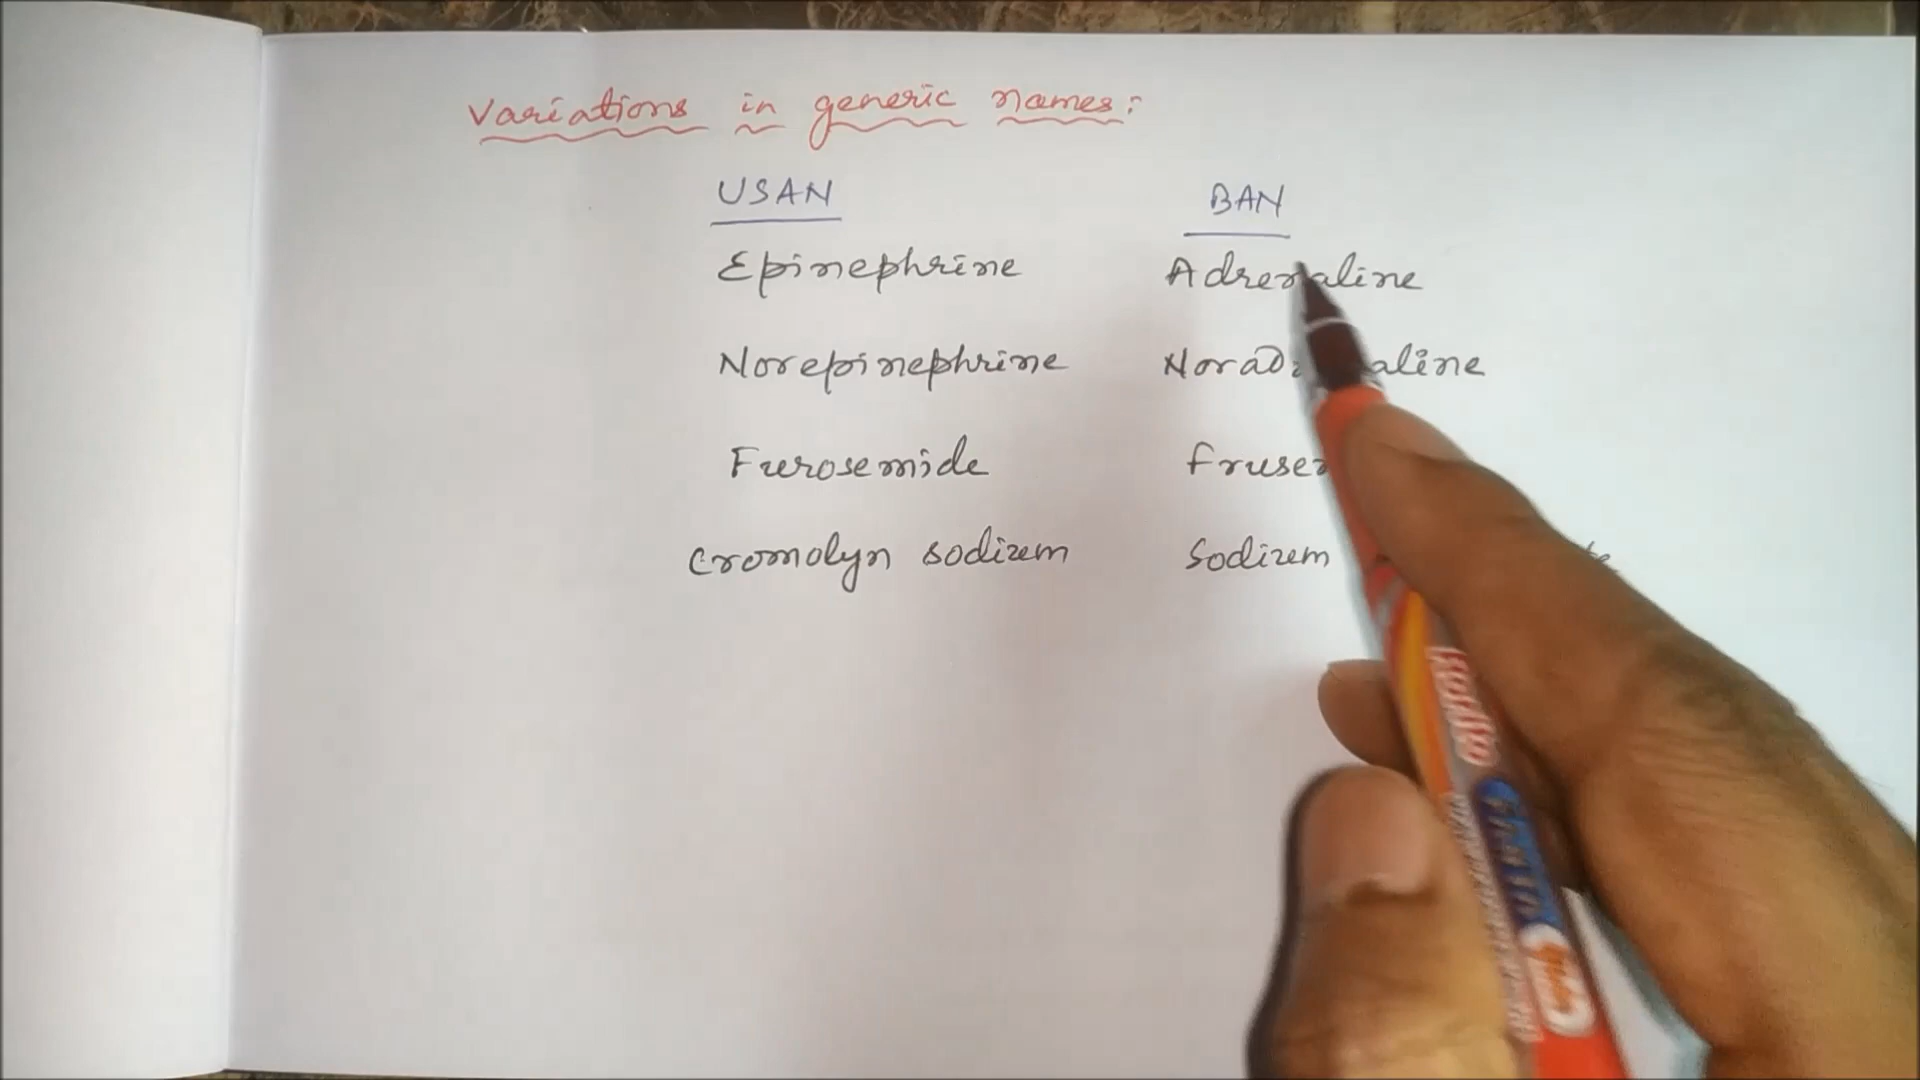 Variations in generic names:
USAN BAN
Epinephrine Adrenaline
Norepinephrine
Furosemide
Cromolyn sodium Sodium